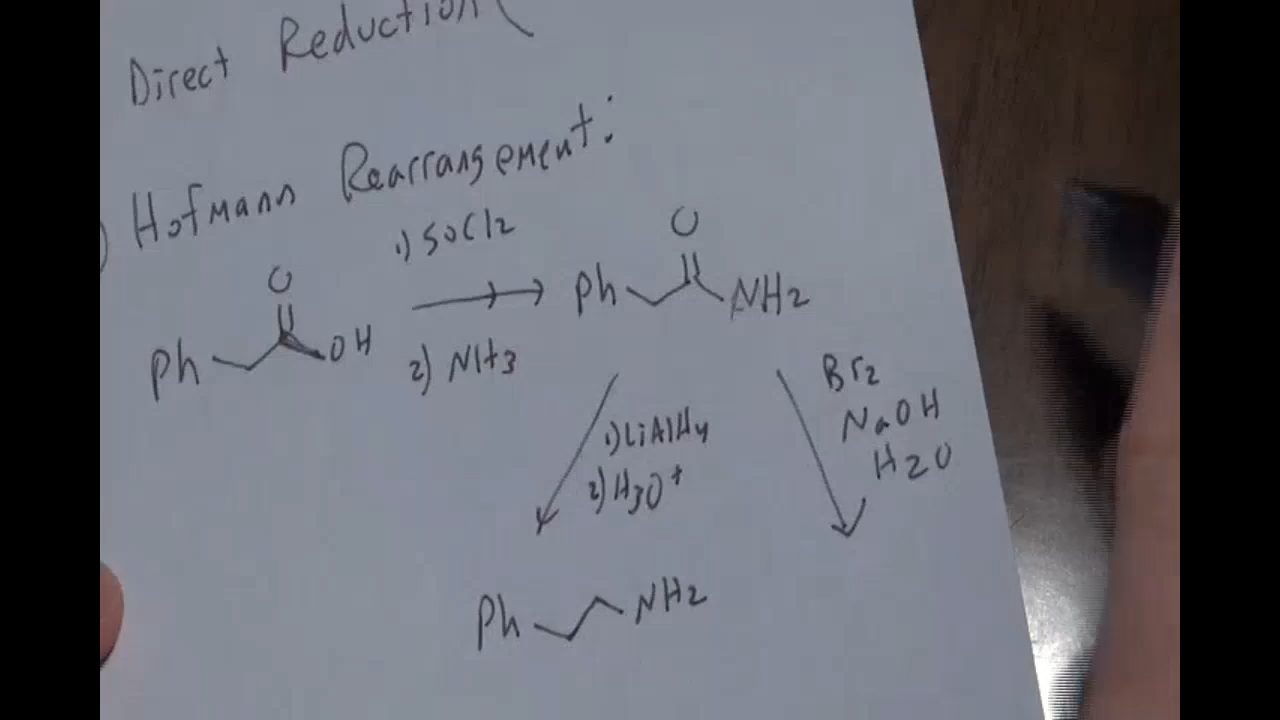 Direct Reduction
) Hofmann Rearrangement:
1) SOCl2
O
O
Ph
OH
2) NH3
Ph
NH2
1) LiAlH4
2) H3O+
Br2
NaOH
H2O
Ph
NH2